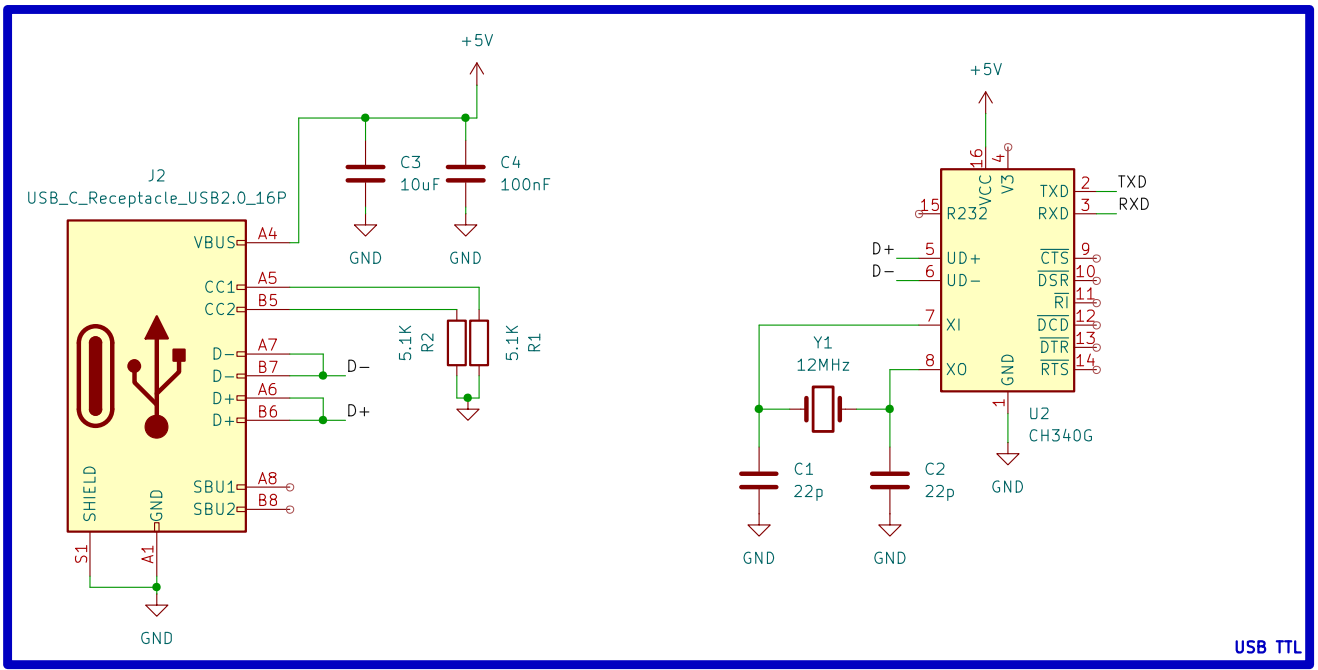 +5V
C3
10uF
C4
100nF
GND
GND
J2
USB_C_Receptacle_USB2.0_16P
VBUS
A4
CC1
A5
CC2
B5
D-
A7
D-
B7
D+
A6
D+
B6
SBU1
A8
SBU2
B8
SHIELD
GND
S1
A1
GND
D-
D+
5.1K
R2
5.1K
R1
+5V
16
4
VCC
V3
15
R232
TXD
2
TXD
RXD
3
RXD
D+
5
UD+
D-
6
UD-
7
XI
8
XO
CTS
9
DSR
10
RI
11
DCD
12
DTR
13
RTS
14
GND
1
U2
CH340G
GND
Y1
12MHz
C1
22p
C2
22p
GND
GND
USB TTL